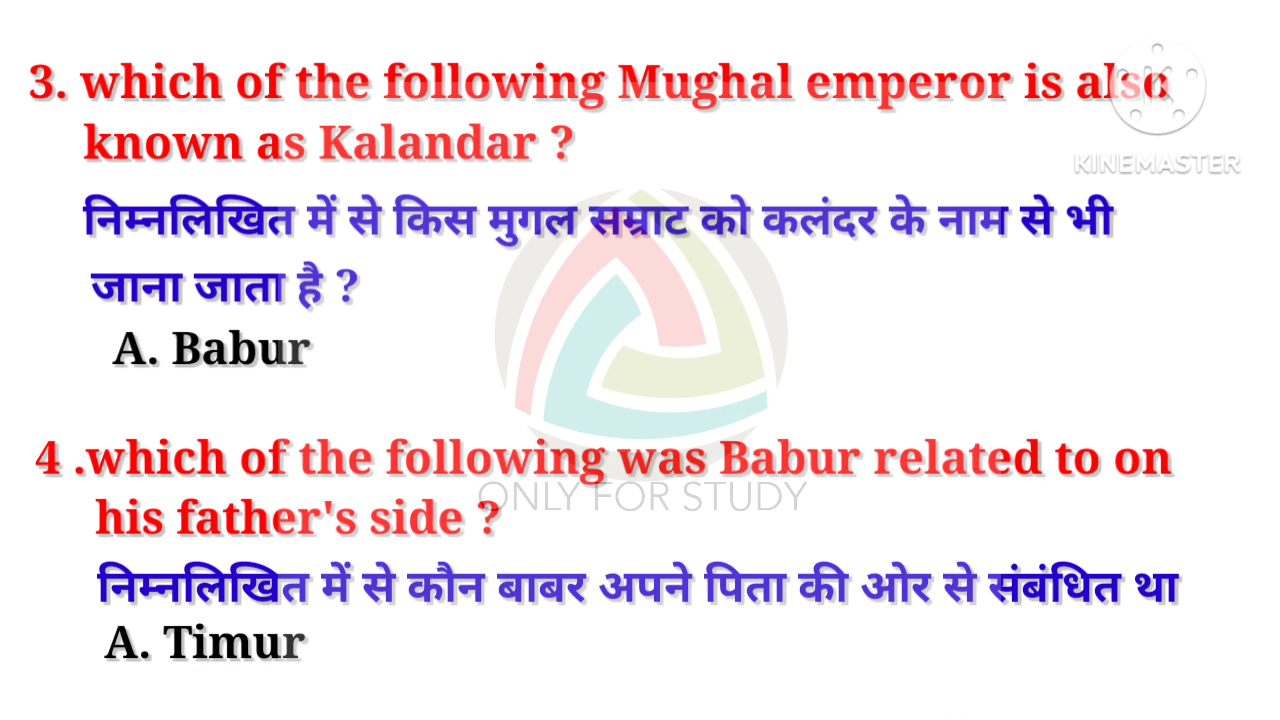 3. which of the following Mughal emperor is also
known as Kalandar ?
निम्नलिखित में से किस मुगल सम्राट को कलंदर के नाम से भी
जाना जाता है ?
A. Babur
4 .which of the following was Babur related to on
his father's side ?
निम्नलिखित में से कौन बाबर अपने पिता की ओर से संबंधित था
A. Timur
KINEMASTER
ONLY FOR STUDY